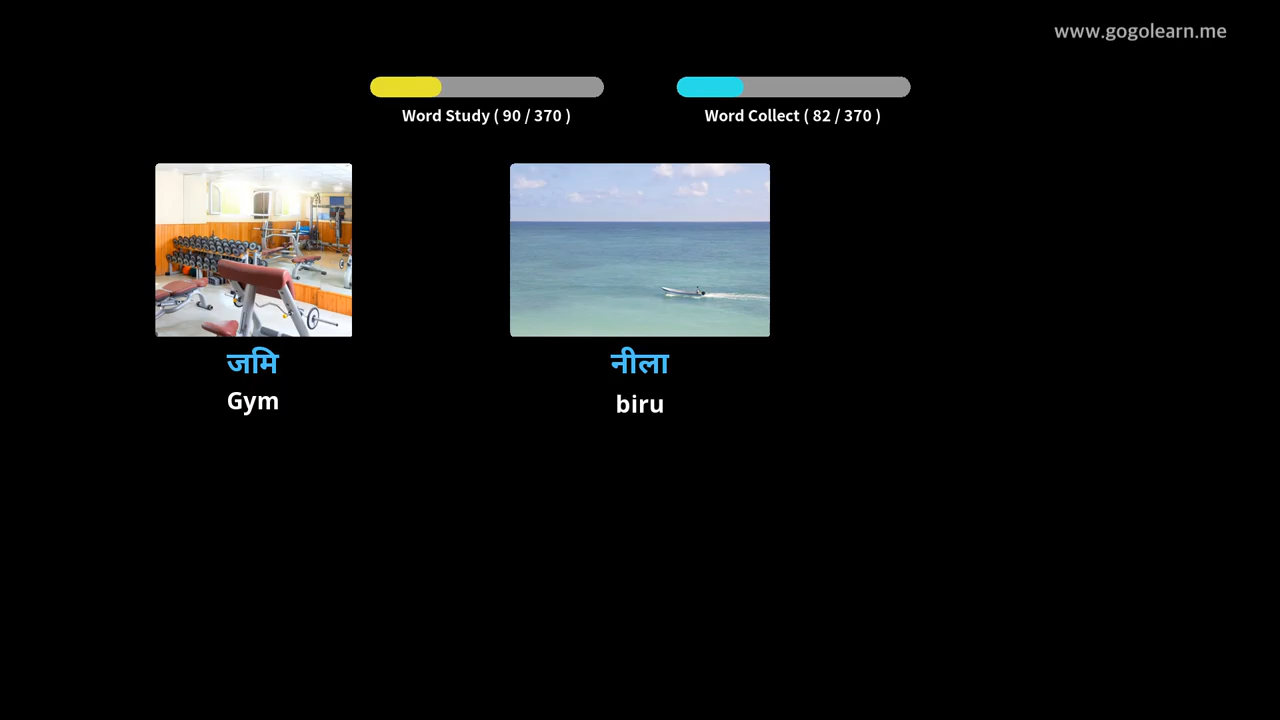 www.gogolearn.me
Word Study ( 90 / 370 )
Word Collect ( 82 / 370 )
जमि
Gym
नीला
biru